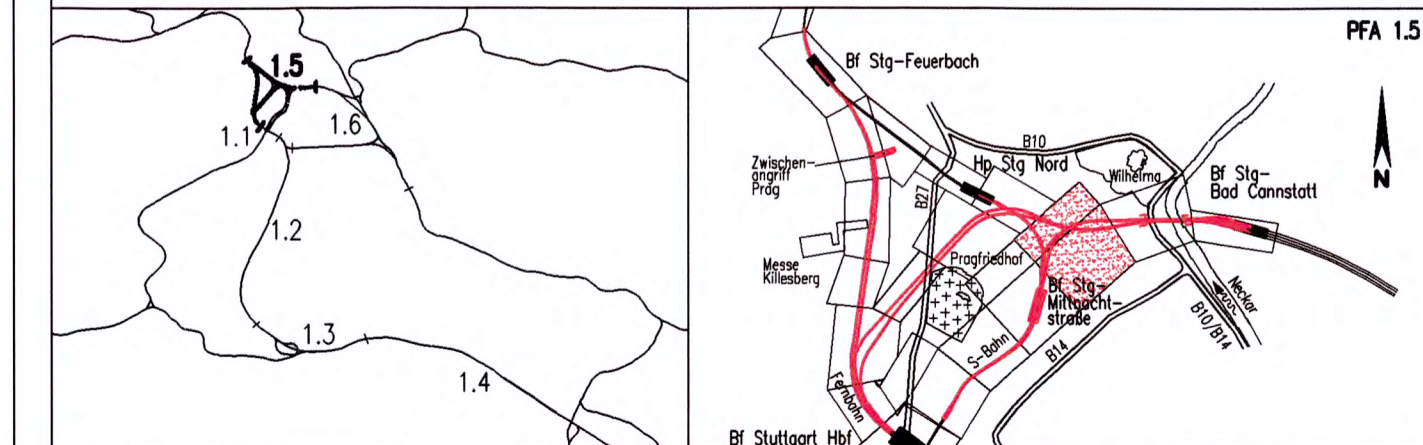 1.5
1.1
1.6
1.2
1.3
1.4
PFA 1.5
Bf Stg-Feuerbach
N
B10
Zwischen-
angriff
Prag
Hp Stg Nord
Wilhelma
Bf Stg-
Bad Cannstatt
B27
Messe
Killesberg
Pragfriedhof
Bf Stg-
Mittnacht-
straße
Neckar
B10/B14
S-Bahn
B14
Fernbahn
Bf Stuttgart Hbf